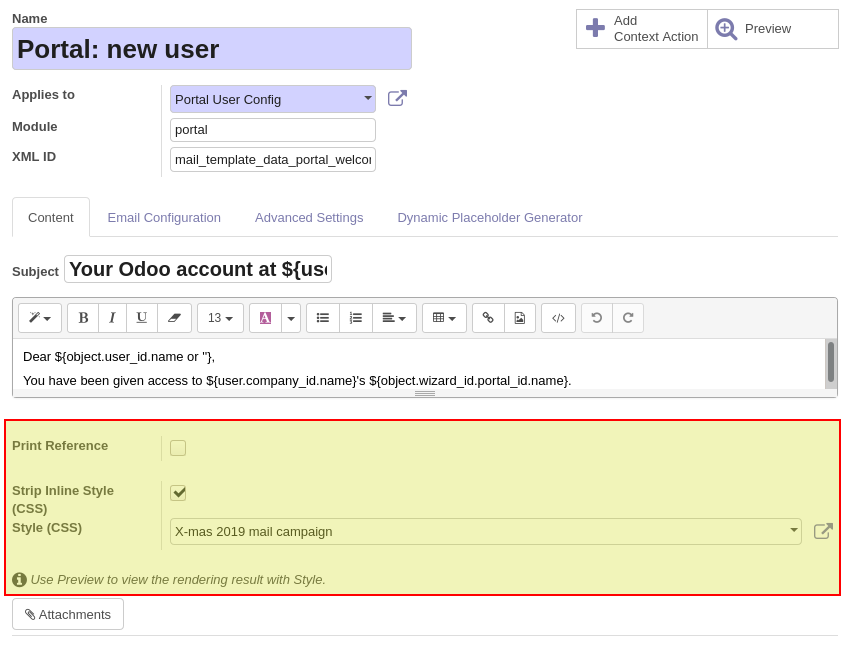 Name
Portal: new user
Add
Context Action
Preview
Applies to
Portal User Config
Module
portal
XML ID
mail_template_data_portal_welcor
Content
Email Configuration
Advanced Settings
Dynamic Placeholder Generator
Subject
Your Odoo account at ${use
B I U 13 A
Dear ${object.user_id.name or ''},
You have been given access to ${user.company_id.name}'s ${object.wizard_id.portal_id.name}.
Print Reference
Strip Inline Style
(CSS)
Style (CSS)
X-mas 2019 mail campaign
Use Preview to view the rendering result with Style.
Attachments